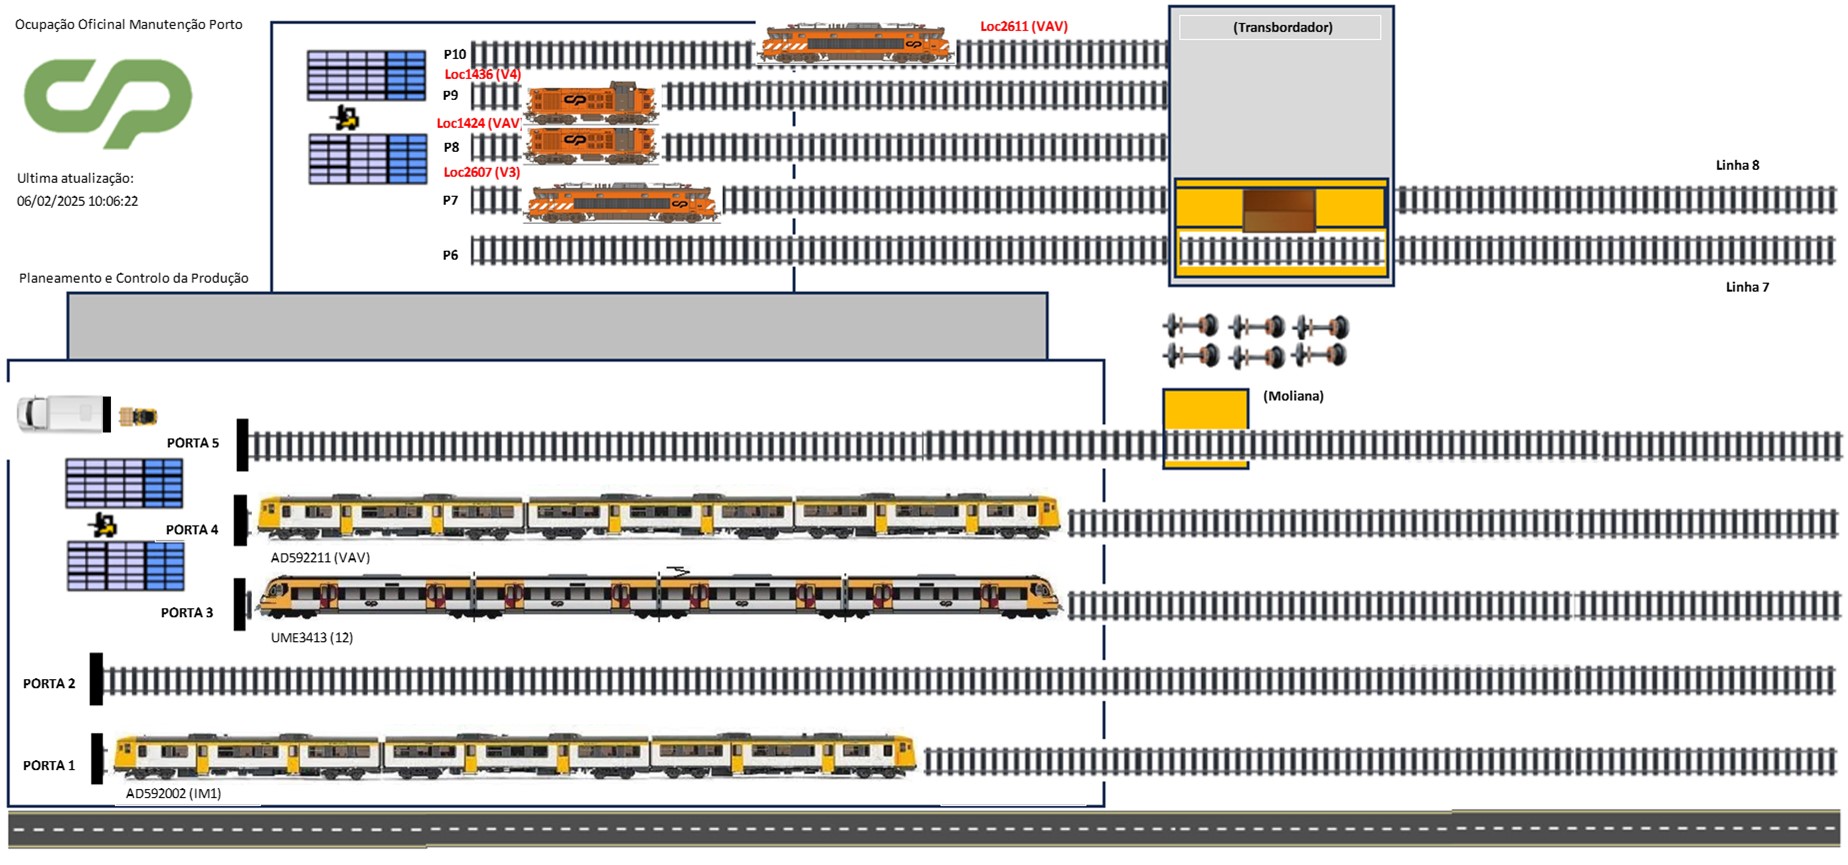 Ocupação Oficinal Manutenção Porto
Ultima atualização:
06/02/2025 10:06:22
Planeamento e Controlo da Produção
Loc2611 (VAV)
P10
Loc1436 (V4)
P9
Loc1424 (VAV)
P8
Loc2607 (V3)
P7
P6
(Transbordador)
Linha 8
Linha 7
(Moliana)
PORTA 5
PORTA 4
AD592211 (VAV)
PORTA 3
UME3413 (12)
PORTA 2
PORTA 1
AD592002 (IM1)